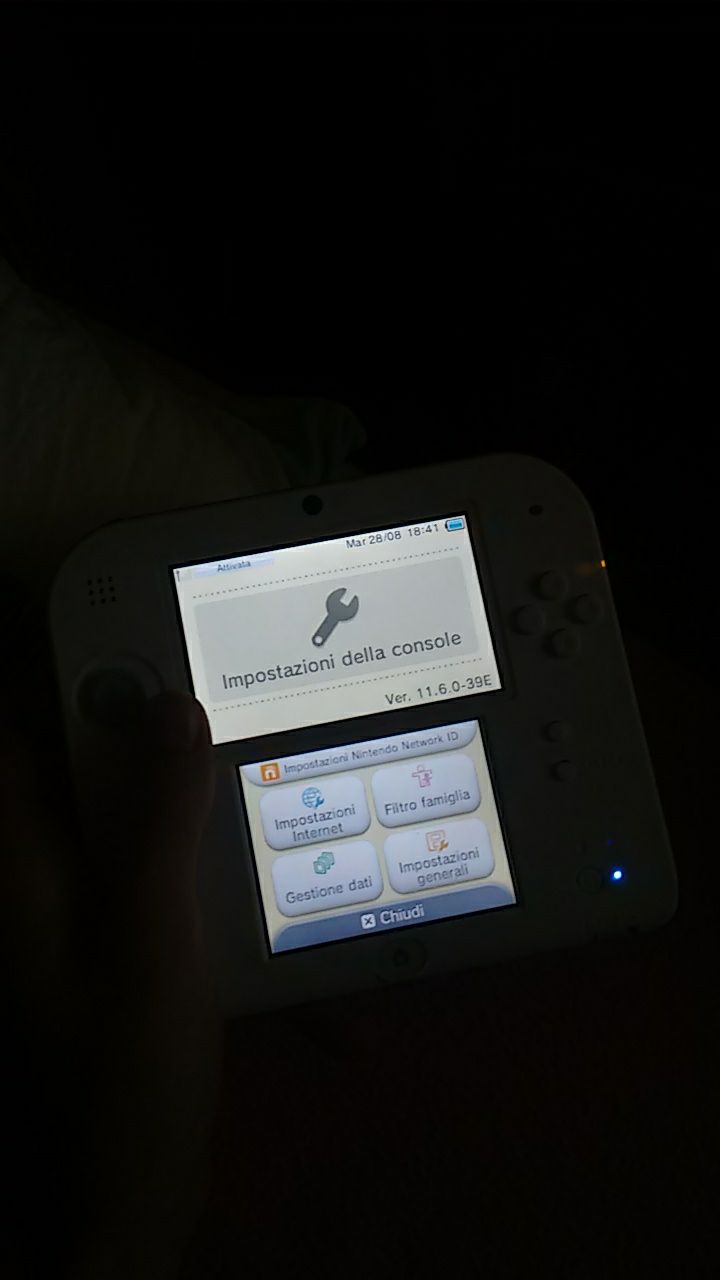 Attivata
Mar 28/08 18:41
Impostazioni della console
Ver. 11.6.0-39E
Impostazioni Nintendo Network ID
Impostazioni
Internet
Filtro famiglia
Gestione dati
Impostazioni
generali
Chiudi